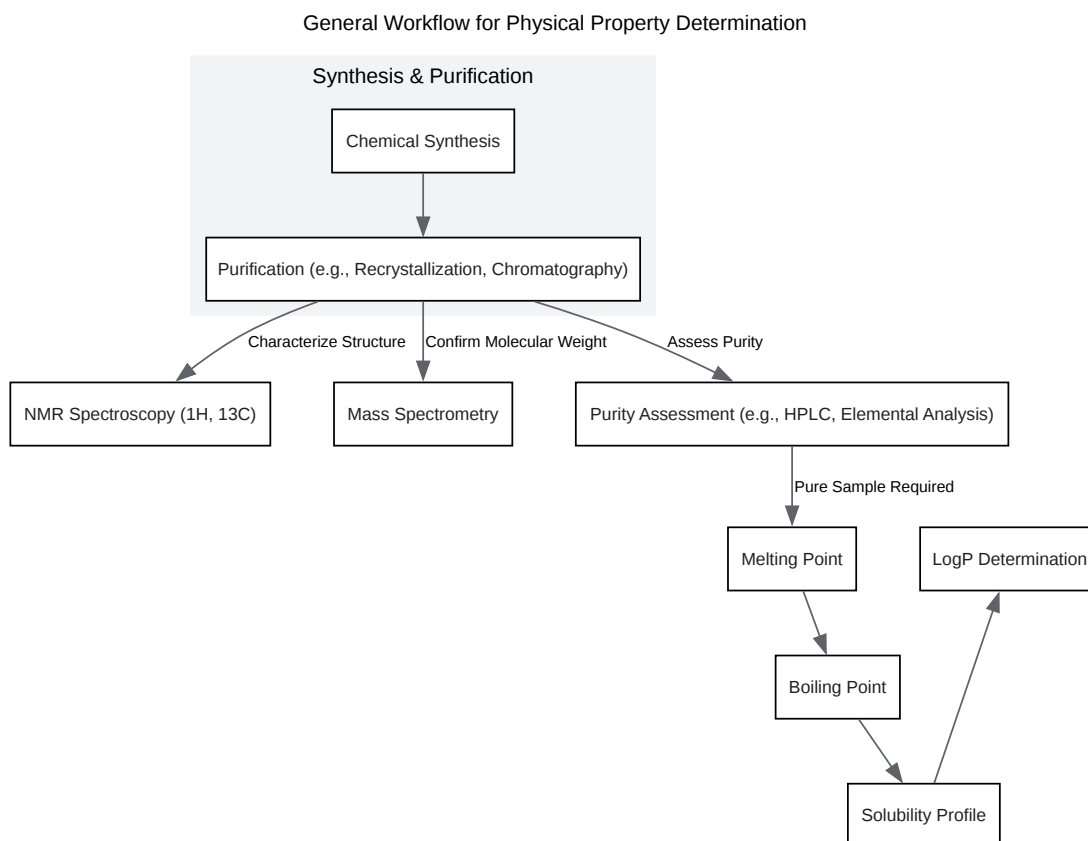 General Workflow for Physical Property Determination
Synthesis & Purification
Chemical Synthesis
Purification (e.g., Recrystallization, Chromatography)
Characterize Structure
Confirm Molecular Weight
Assess Purity
NMR Spectroscopy (1H, 13C)
Mass Spectrometry
Purity Assessment (e.g., HPLC, Elemental Analysis)
Pure Sample Required
Melting Point
LogP Determination
Boiling Point
Solubility Profile